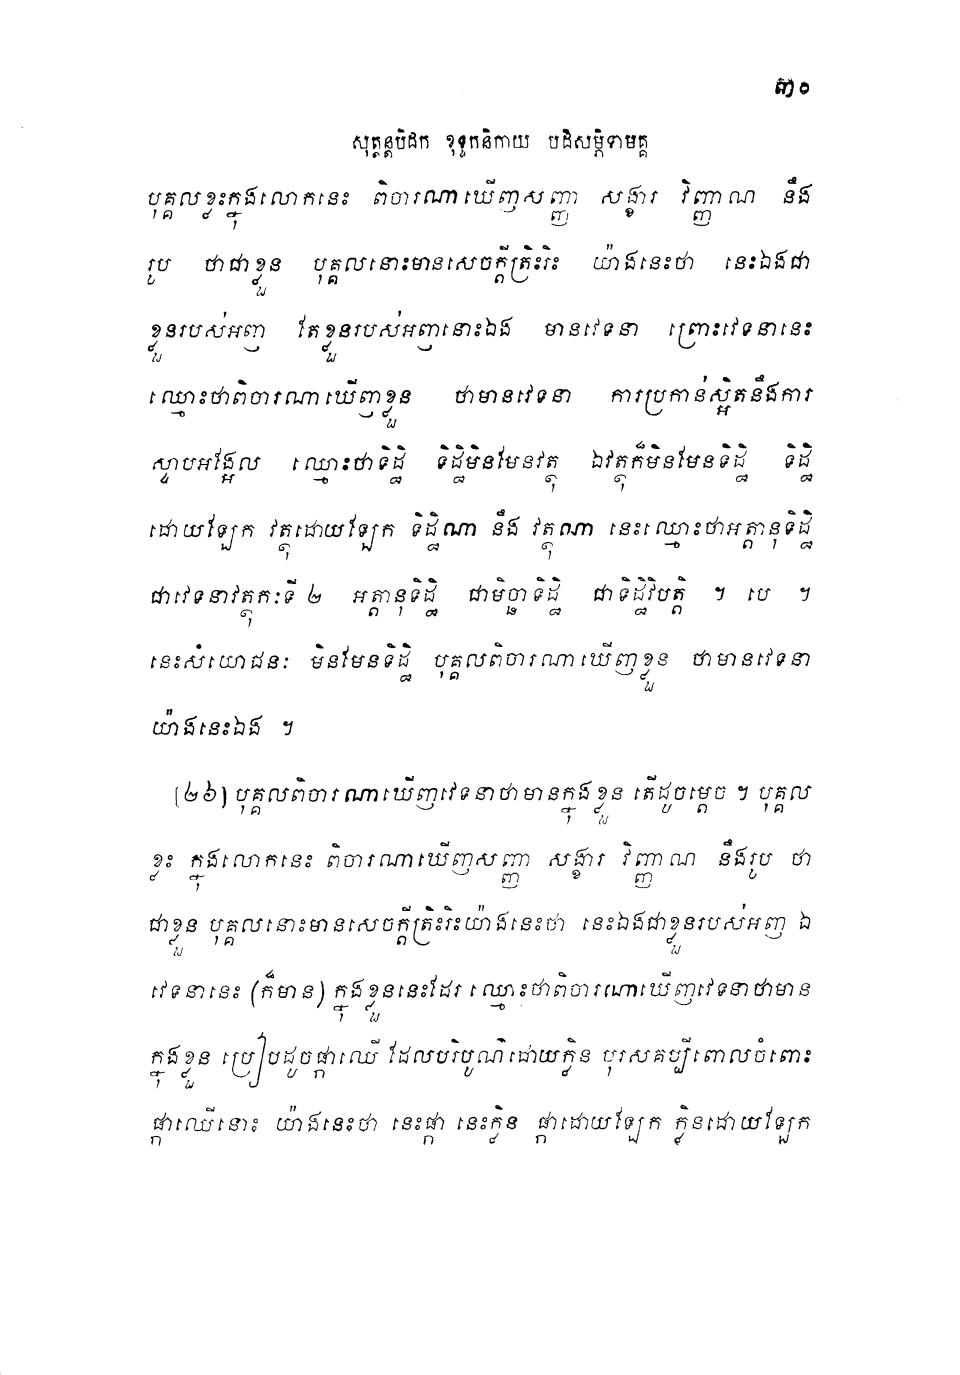 ៣០
សុត្តន្តបិដក ខុទ្ទកនិកាយ បដិសម្ភិទាមគ្គ
បុគ្គលខ្លះក្នុងលោកនេះ ពិចារណាឃើញសញ្ញា សង្ខារ វិញ្ញាណ នឹង
រូប ថាជាខ្លួន បុគ្គលនោះមានសេចក្តីត្រិះរិះ យ៉ាងនេះថា នេះឯងជា
ខ្លួនរបស់អញ តែខ្លួនរបស់អញនោះឯង មានវេទនា ព្រោះវេទនានេះ
ឈ្មោះថាពិចារណាឃើញខ្លួន ថាមានវេទនា ការប្រកាន់ស្អិតនឹងការ
ស្ទាបអង្អែល ឈ្មោះថាទិដ្ឋិ ទិដ្ឋិមិនមែនវត្ថុ ឯវត្ថុក៏មិនមែនទិដ្ឋិ ទិដ្ឋិ
ដោយឡែក វត្ថុដោយឡែក ទិដ្ឋិណា នឹង វត្ថុណា នេះឈ្មោះថាអត្តានុទិដ្ឋិ
ជាវេទនាវត្ថុកៈទី ២ អត្តានុទិដ្ឋិ ជាមិច្ឆាទិដ្ឋិ ជាទិដ្ឋិវិបត្តិ ។ បេ ។
នេះសំយោជនៈ មិនមែនទិដ្ឋិ បុគ្គលពិចារណាឃើញខ្លួន ថាមានវេទនា
យ៉ាងនេះឯង ។
(២៦) បុគ្គលពិចារណាឃើញវេទនាថាមានក្នុងខ្លួន តើដូចម្តេច ។ បុគ្គល
ខ្លះ ក្នុងលោកនេះ ពិចារណាឃើញសញ្ញា សង្ខារ វិញ្ញាណ នឹងរូប ថា
ជាខ្លួន បុគ្គលនោះមានសេចក្តីត្រិះរិះយ៉ាងនេះថា នេះឯងជាខ្លួនរបស់អញ ឯ
វេទនានេះ (ក៏មាន) ក្នុងខ្លួននេះដែរ ឈ្មោះថាពិចារណាឃើញវេទនាថាមាន
ក្នុងខ្លួន ប្រៀបដូចផ្កាឈើ ដែលបរិបូណ៌ដោយក្លិន បុរសគប្បីពោលចំពោះ
ផ្កាឈើនោះ យ៉ាងនេះថា នេះផ្កា នេះក្លិន ផ្កាដោយឡែក ក្លិនដោយឡែក